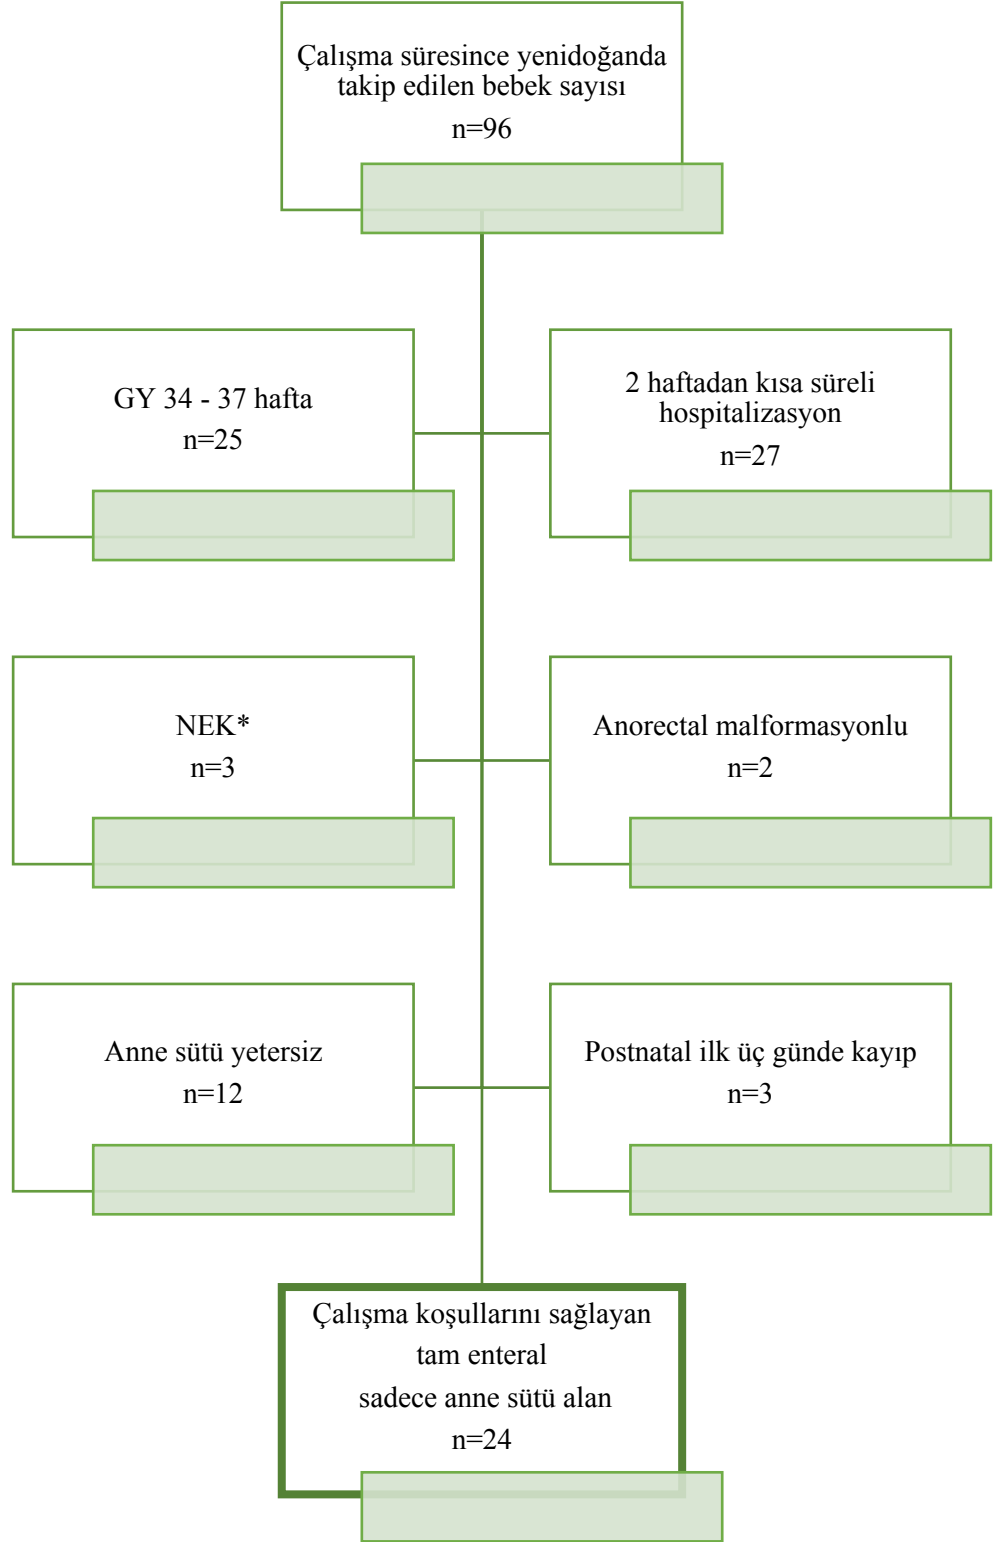 Çalışma süresince yenidoğanda
takip edilen bebek sayısı
n=96
GY 34 - 37 hafta
n=25
2 haftadan kısa süreli
hospitalizasyon
n=27
NEK*
n=3
Anorectal malformasyonlu
n=2
Anne sütü yetersiz
n=12
Postnatal ilk üç günde kayıp
n=3
Çalışma koşullarını sağlayan
tam enteral
sadece anne sütü alan
n=24